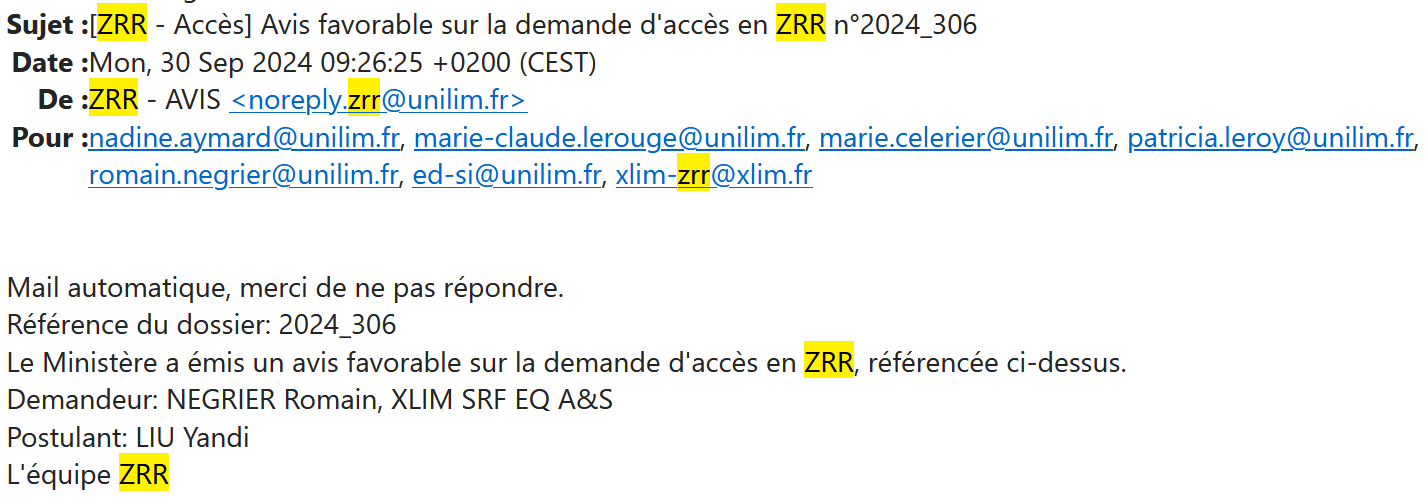 Sujet :[ZRR - Accès] Avis favorable sur la demande d'accès en ZRR n°2024_306
Date :Mon, 30 Sep 2024 09:26:25 +0200 (CEST)
De :ZRR - AVIS <noreply.zrr@unilim.fr>
Pour :nadine.aymard@unilim.fr, marie-claude.lerouge@unilim.fr, marie.celerier@unilim.fr, patricia.leroy@unilim.fr,
romain.negrier@unilim.fr, ed-si@unilim.fr, xlim-zrr@xlim.fr
Mail automatique, merci de ne pas répondre.
Référence du dossier: 2024_306
Le Ministère a émis un avis favorable sur la demande d'accès en ZRR, référencée ci-dessus.
Demandeur: NEGRIER Romain, XLIM SRF EQ A&S
Postulant: LIU Yandi
L'équipe ZRR